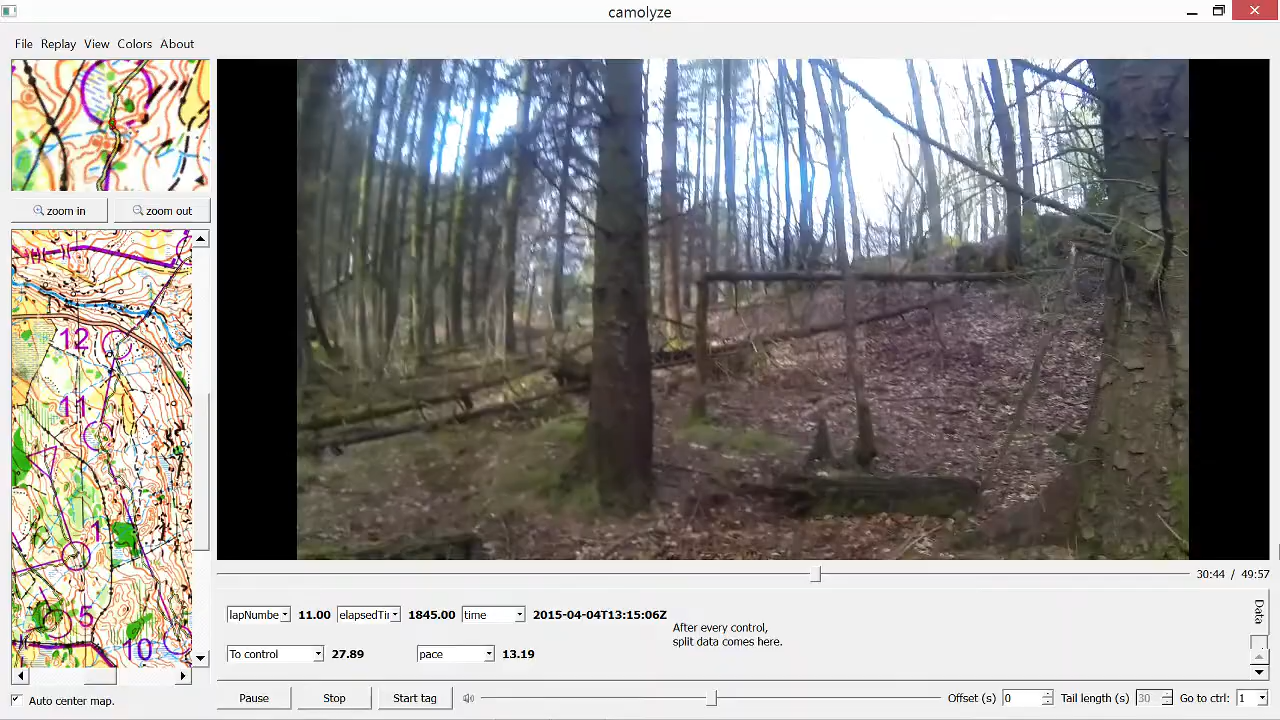 camolyze
File Replay View Colors About
zoom in zoom out
12
11
1
5
10
30:44 / 49:57
lapNumbe 11.00 elapsedTii 1845.00 time 2015-04-04T13:15:06Z
After every control,
split data comes here.
Data
To control 27.89 pace 13.19
Auto center map.
Pause Stop Start tag Offset (s) 0 Tail length (s) 30 Go to ctrl: 1